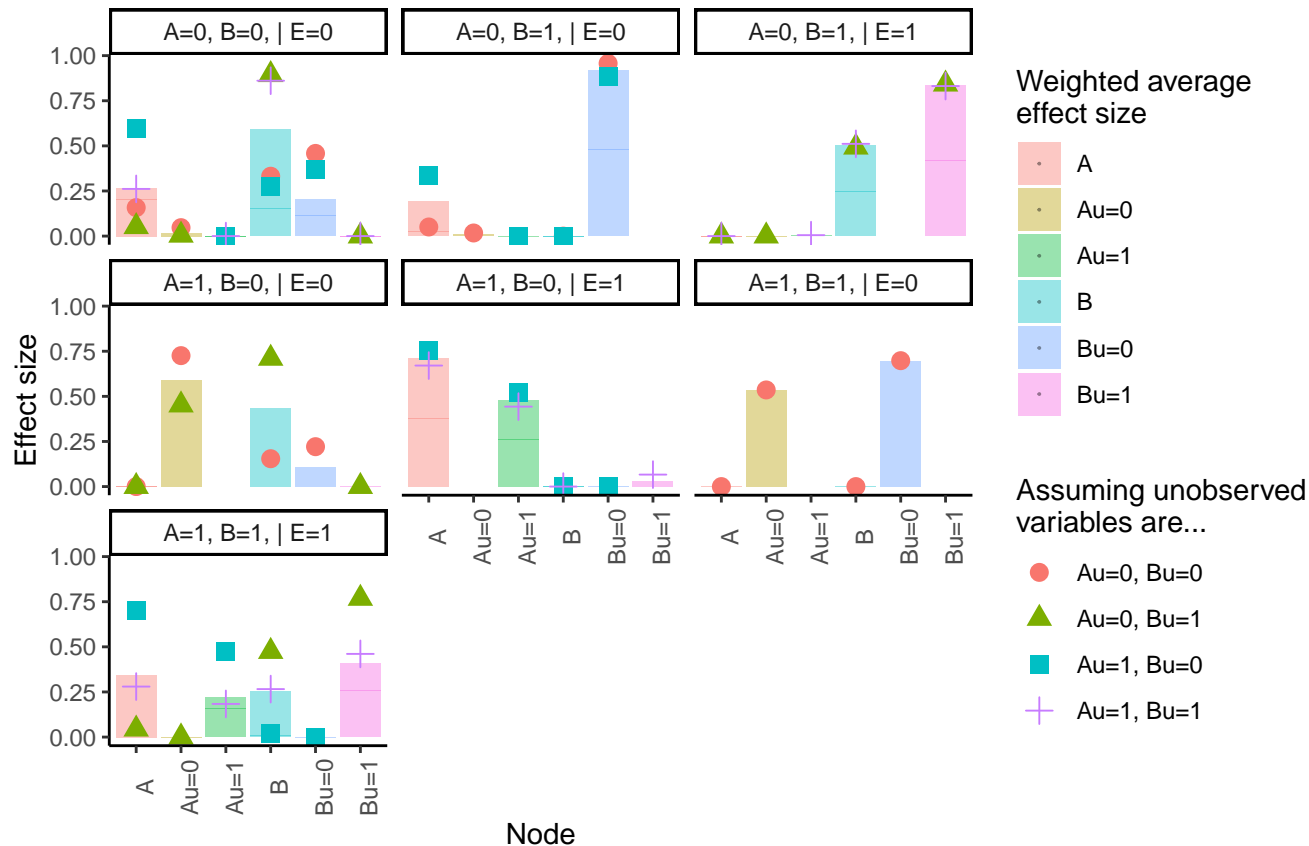 A=0, B=0, | E=0
A=0, B=1, | E=0
A=0, B=1, | E=1
1.00
0.75
0.50
0.25
0.00
A=1, B=0, | E=0
A=1, B=0, | E=1
A=1, B=1, | E=0
1.00
0.75
0.50
0.25
0.00
A
Au=0
Au=1
B
Bu=0
Bu=1
A
Au=0
Au=1
B
Bu=0
Bu=1
A=1, B=1, | E=1
1.00
0.75
0.50
0.25
0.00
A
Au=0
Au=1
B
Bu=0
Bu=1
Effect size
Node
Weighted average
effect size
A
Au=0
Au=1
B
Bu=0
Bu=1
Assuming unobserved
variables are...
Au=0, Bu=0
Au=0, Bu=1
Au=1, Bu=0
Au=1, Bu=1